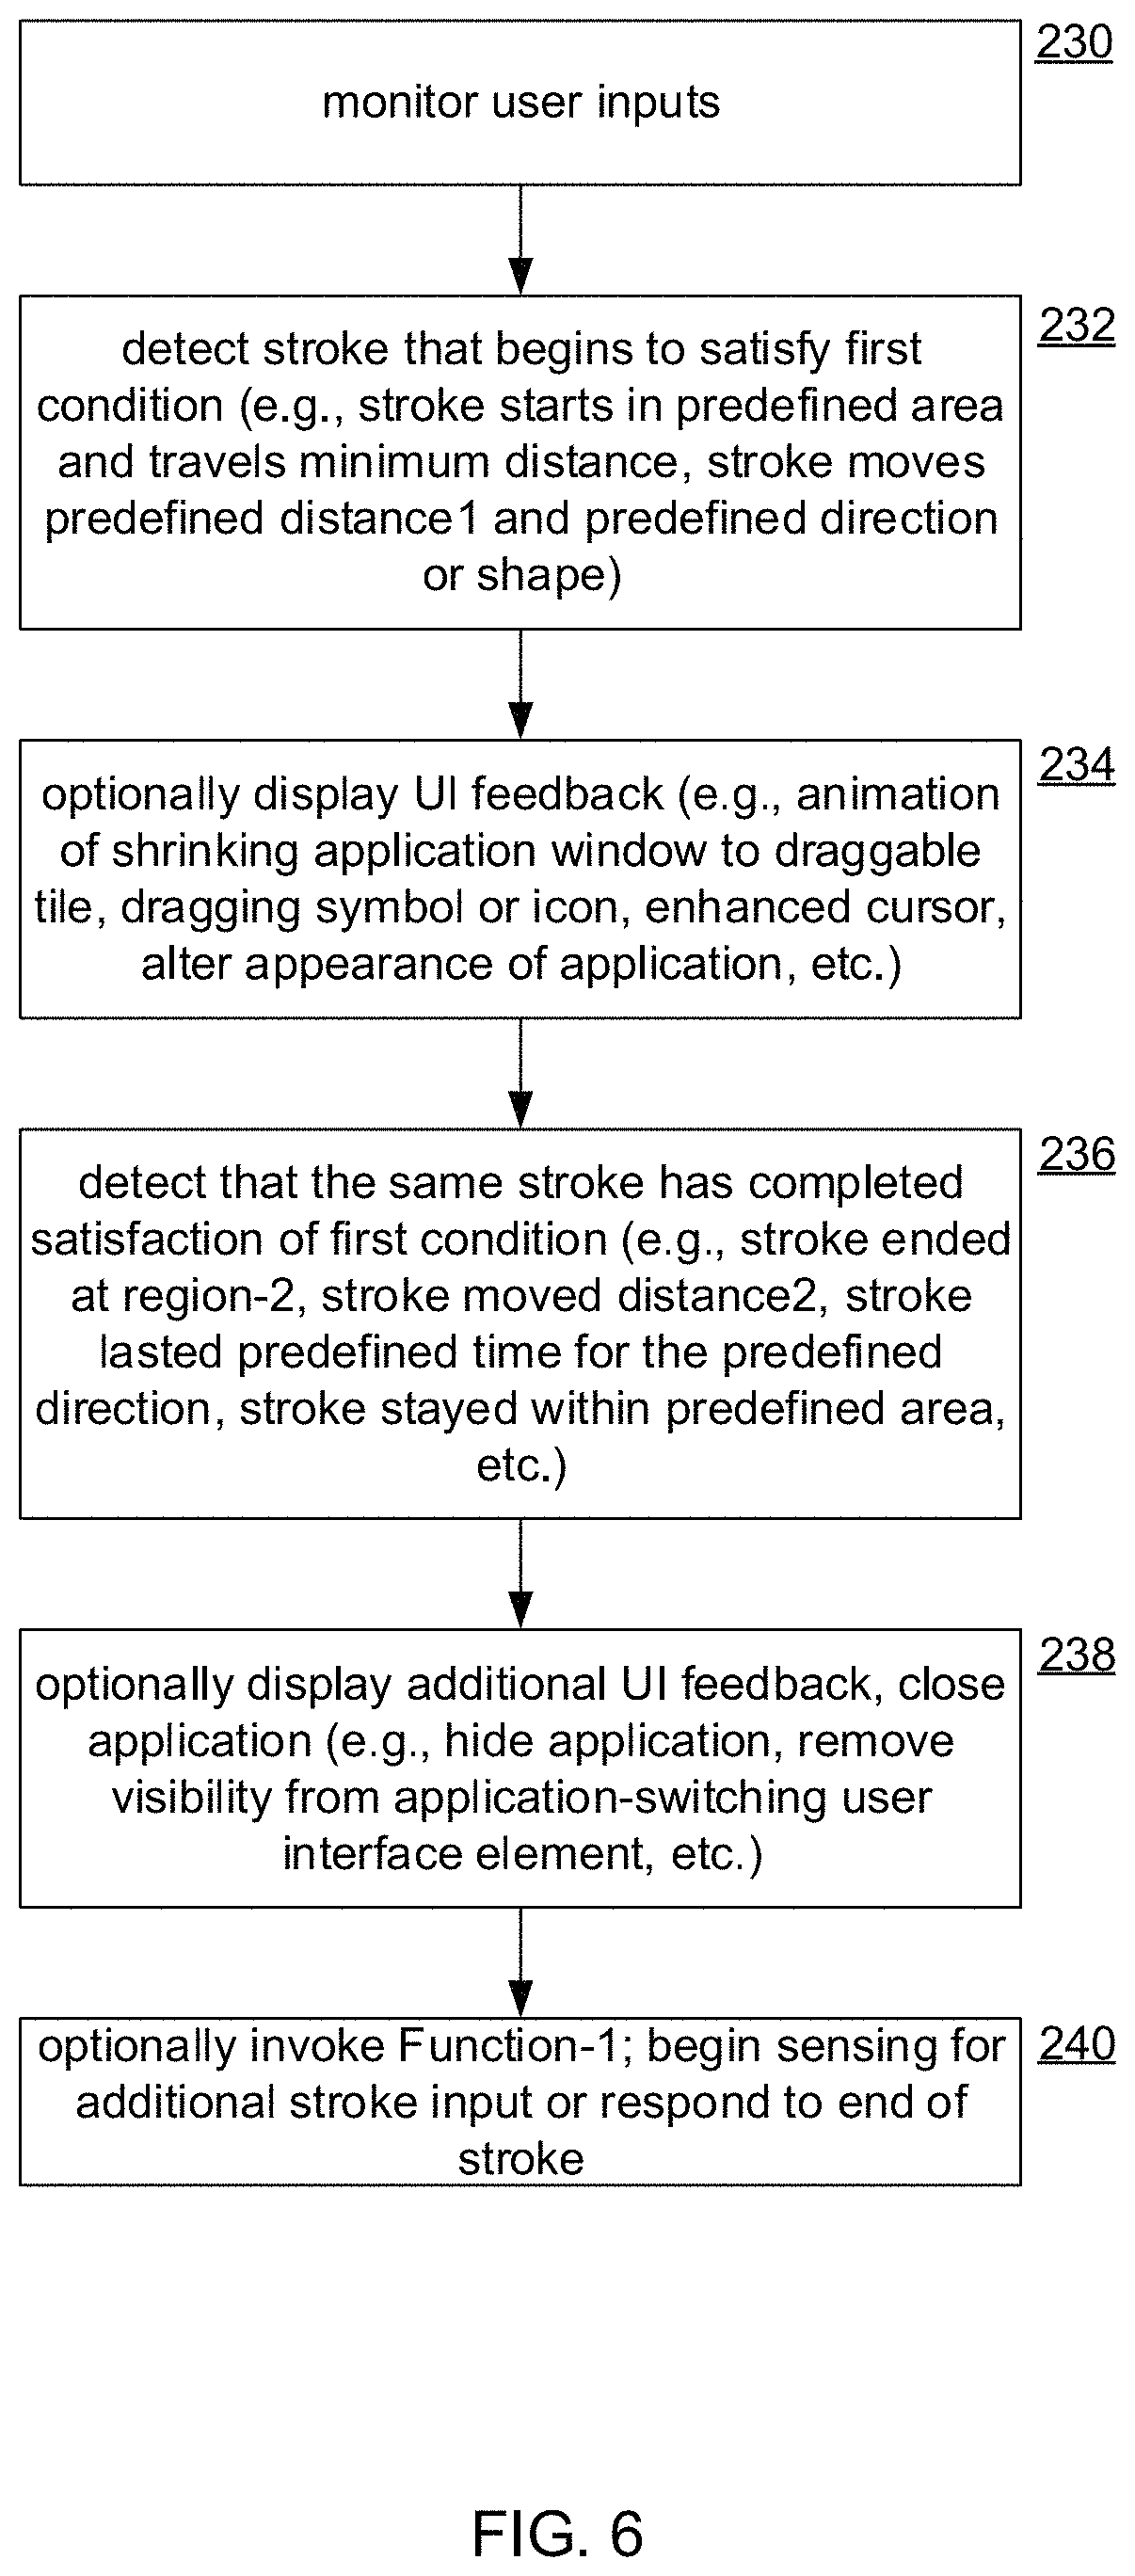 230
monitor user inputs
232
detect stroke that begins to satisfy first
condition (e.g., stroke starts in predefined area
and travels minimum distance, stroke moves
predefined distance1 and predefined direction
or shape)
234
optionally display UI feedback (e.g., animation
of shrinking application window to draggable
tile, dragging symbol or icon, enhanced cursor,
alter appearance of application, etc.)
236
detect that the same stroke has completed
satisfaction of first condition (e.g., stroke ended
at region-2, stroke moved distance2, stroke
lasted predefined time for the predefined
direction, stroke stayed within predefined area,
etc.)
238
optionally display additional UI feedback, close
application (e.g., hide application, remove
visibility from application-switching user
interface element, etc.)
240
optionally invoke Function-1; begin sensing for
additional stroke input or respond to end of
stroke
FIG. 6